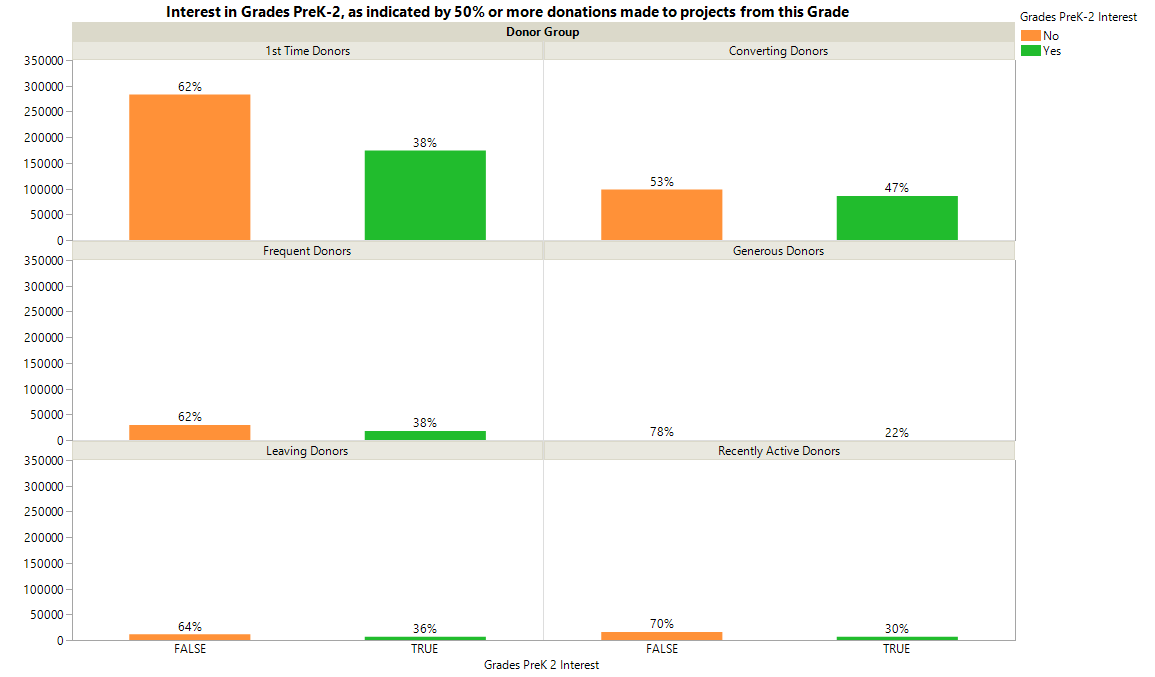 Interest in Grades PreK-2, as indicated by 50% or more donations made to projects from this Grade
Grades PreK-2 Interest
No
Yes
Donor Group
1st Time Donors
Converting Donors
350000
300000
250000
200000
150000
100000
50000
0
62%
38%
53%
47%
Frequent Donors
Generous Donors
350000
300000
250000
200000
150000
100000
50000
0
62%
38%
78%
22%
Leaving Donors
Recently Active Donors
350000
300000
250000
200000
150000
100000
50000
0
64%
36%
70%
30%
FALSE
TRUE
FALSE
TRUE
Grades PreK 2 Interest